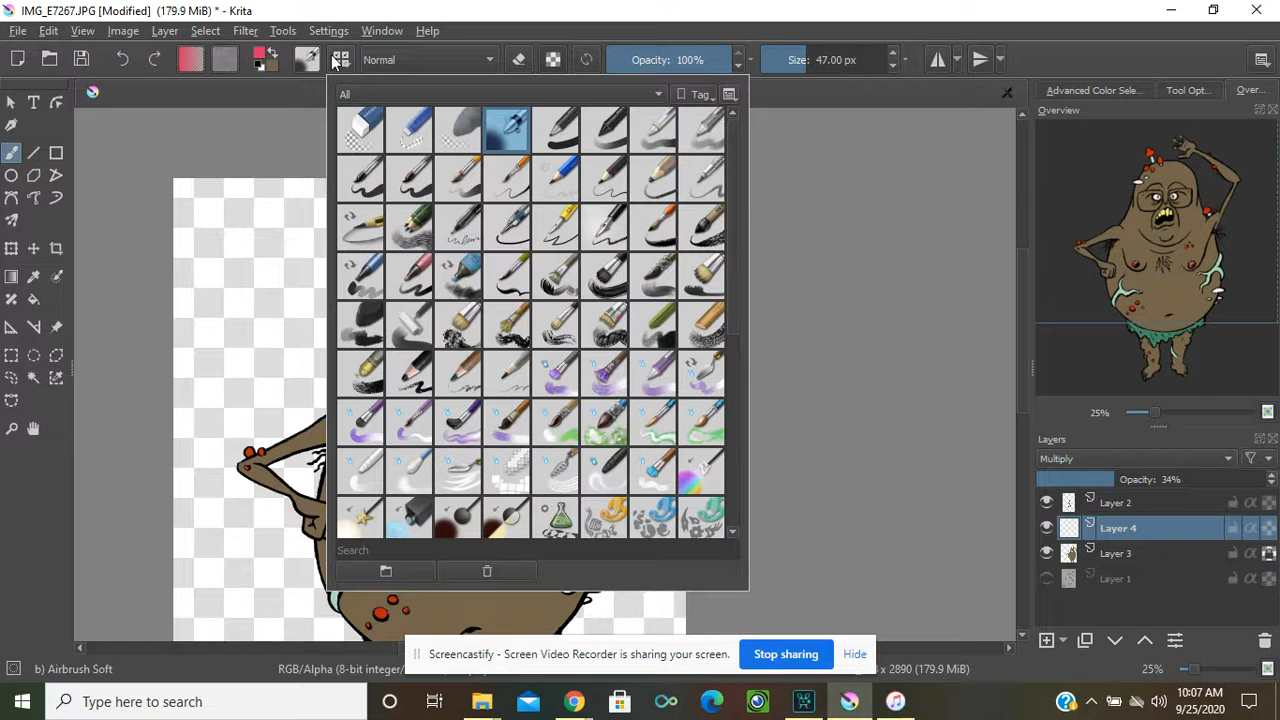 IMG_E7267.JPG [Modified] (179.9 MiB) * - Krita
File Edit View Image Layer Select Filter Tools Settings Window Help
Normal Opacity: 100% Size: 47.00 px
All Tag
Advanced Color Sele... Tool Opt... Over...
Overview
25%
Layers
Multiply
Opacity: 34%
Layer 2
Layer 4
Layer 3
Layer 1
Search
Screencastify - Screen Video Recorder is sharing your screen. Stop sharing Hide
b) Airbrush Soft RGB/Alpha (8-bit integer/ x 2890 (179.9 MiB) 25%
Type here to search
10:07 AM
9/25/2020